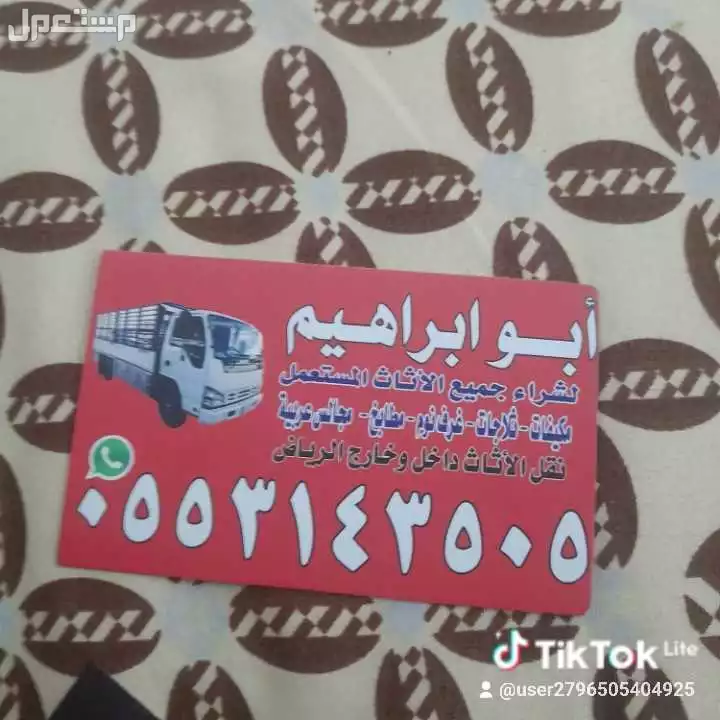 مستعمل
أبو ابراهيم
لشراء جميع الأثاث المستعمل
مكيفات - ثلاجات - غرف نوم - مطابخ - مجالس عربية
نقل الأثاث داخل وخارج الرياض
٠٥٥٣١٤٣٥٠٥
TikTok Lite
@user2796505404925